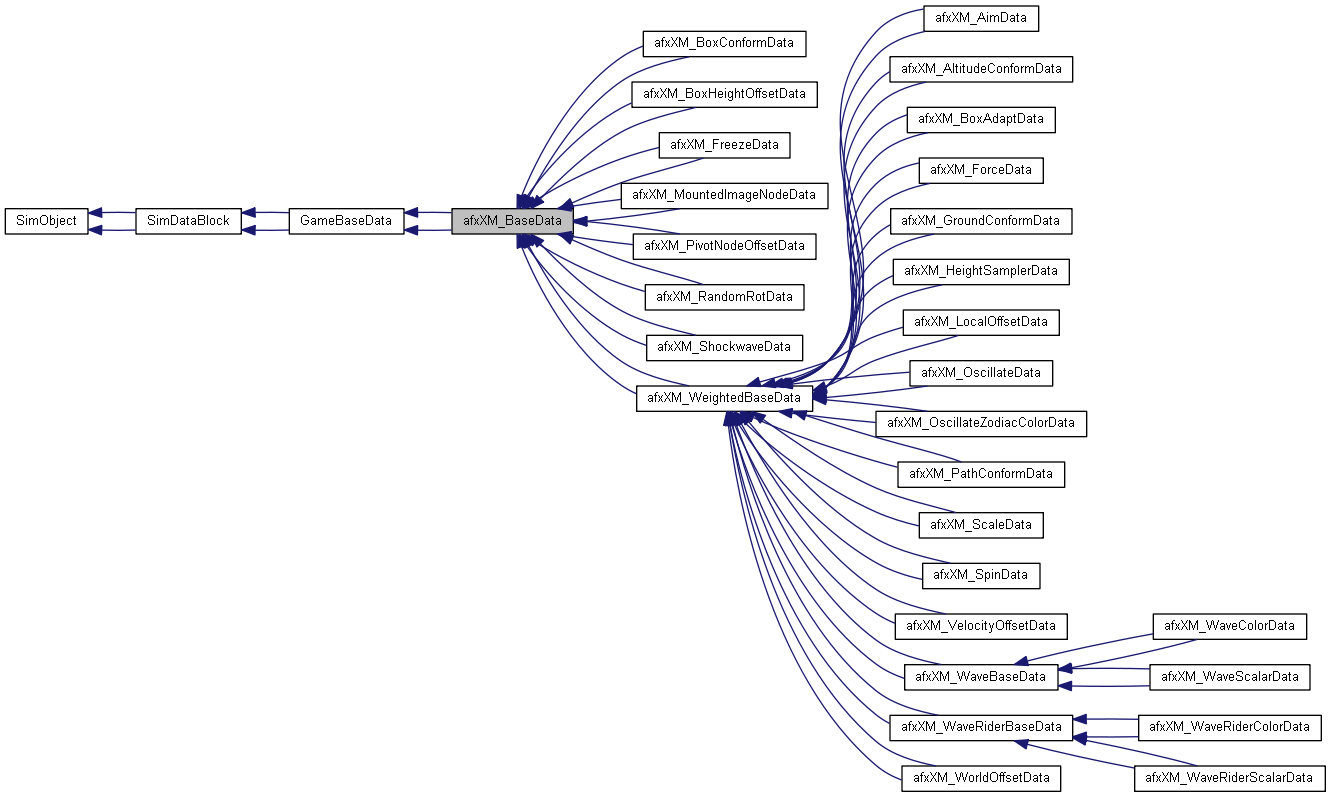 SimObject
SimDataBlock
GameBaseData
afxXM_BaseData
afxXM_BoxConformData
afxXM_BoxHeightOffsetData
afxXM_FreezeData
afxXM_MountedImageNodeData
afxXM_PivotNodeOffsetData
afxXM_RandomRotData
afxXM_ShockwaveData
afxXM_WeightedBaseData
afxXM_AimData
afxXM_AltitudeConformData
afxXM_BoxAdaptData
afxXM_ForceData
afxXM_GroundConformData
afxXM_HeightSamplerData
afxXM_LocalOffsetData
afxXM_OscillateData
afxXM_OscillateZodiacColorData
afxXM_PathConformData
afxXM_ScaleData
afxXM_SpinData
afxXM_VelocityOffsetData
afxXM_WaveBaseData
afxXM_WaveRiderBaseData
afxXM_WorldOffsetData
afxXM_WaveColorData
afxXM_WaveScalarData
afxXM_WaveRiderColorData
afxXM_WaveRiderScalarData